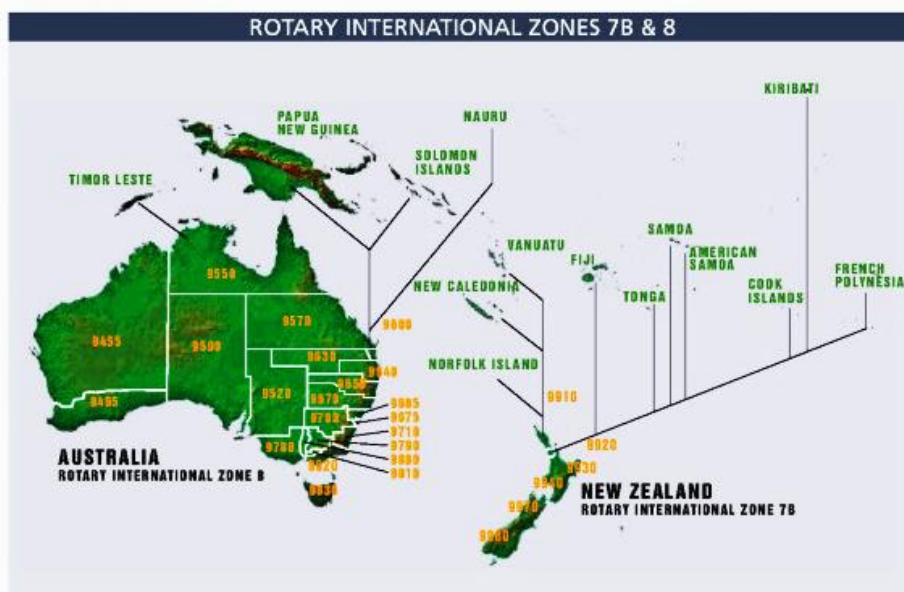 ROTARY INTERNATIONAL ZONES 7B & 8
KIRIBATI
PAPUA
NEW GUINEA
NAURU
SOLOMON
ISLANDS
TIMOR LESTE
SAMOA
VANUATU
FIJI
AMERICAN
SAMOA
FRENCH
POLYNESIA
9550
NEW CALEDONIA
TONGA
COOK
ISLANDS
9570
9600
9455
9500
9630
9640
NORFOLK ISLAND
9650
9520
9670
9910
9495
9685
9675
9710
9780
9920
AUSTRALIA
ROTARY INTERNATIONAL ZONE 8
9820
9810
9930
9940
NEW ZEALAND
ROTARY INTERNATIONAL ZONE 7B
9830
9970
9980